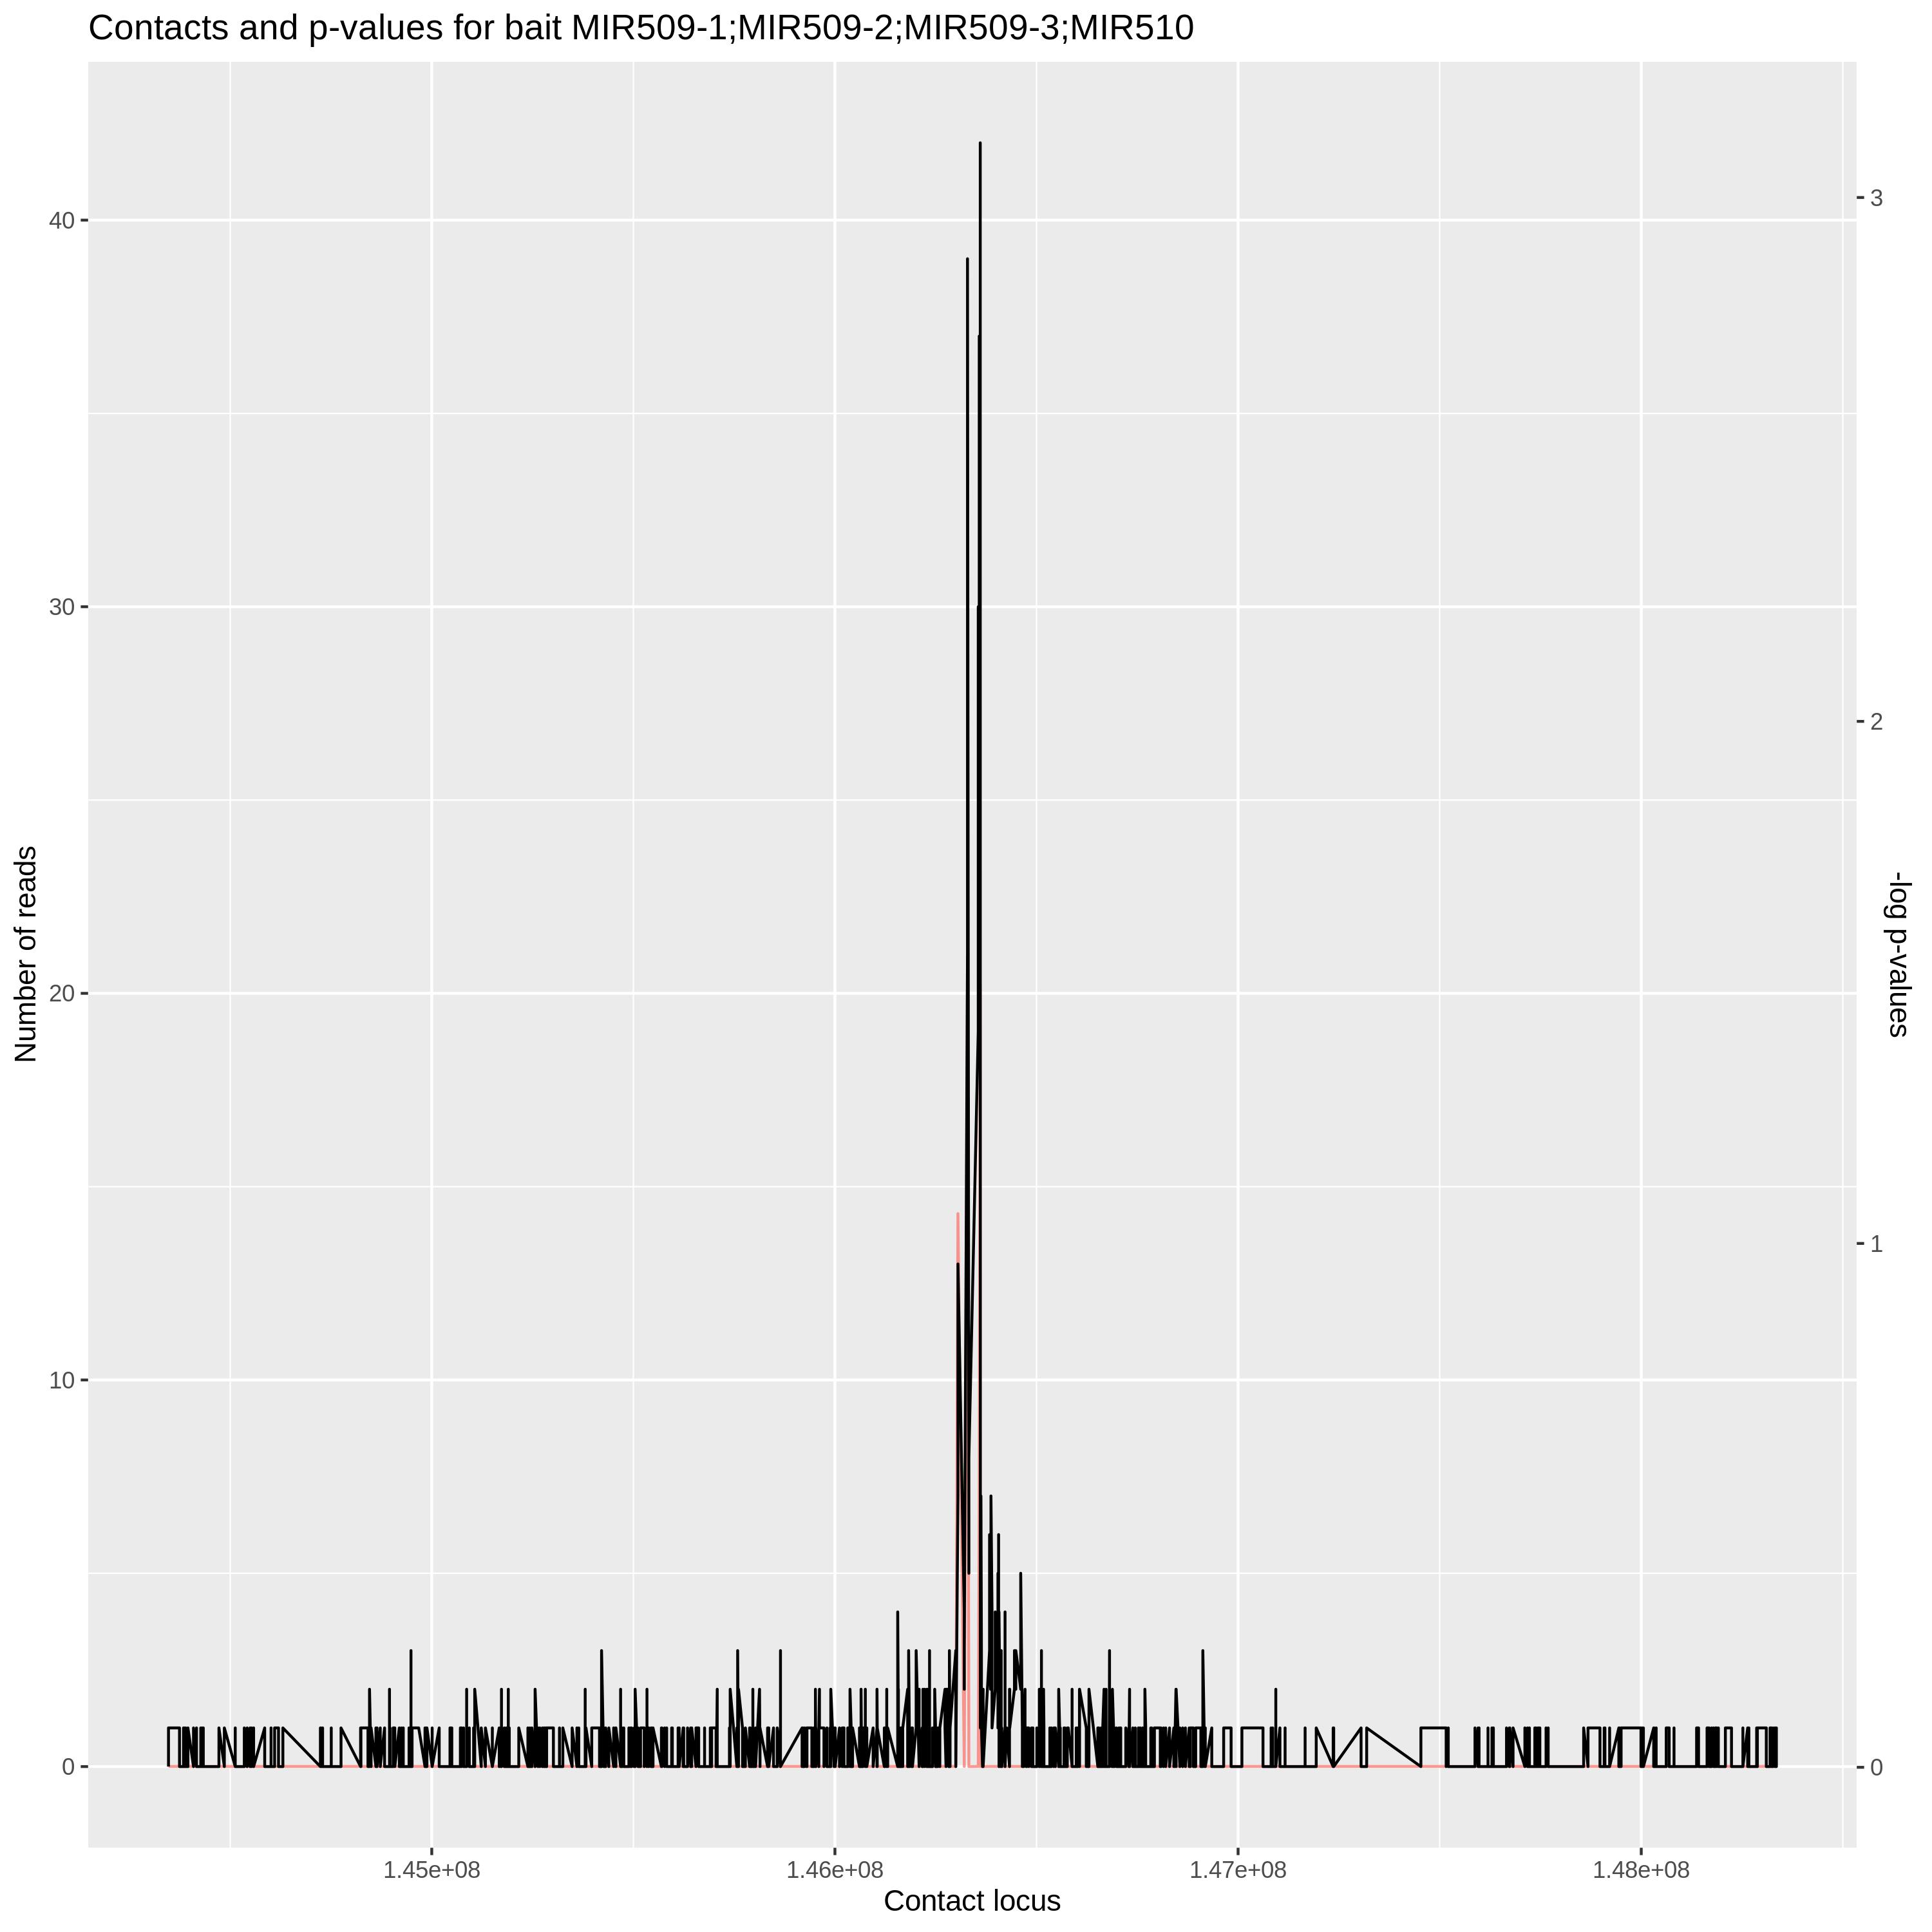 Contacts and p-values for bait MIR509-1;MIR509-2;MIR509-3;MIR510
40
30
20
10
0
Number of reads
3
2
1
0
-log p-values
1.45e+08
1.46e+08
1.47e+08
1.48e+08
Contact locus